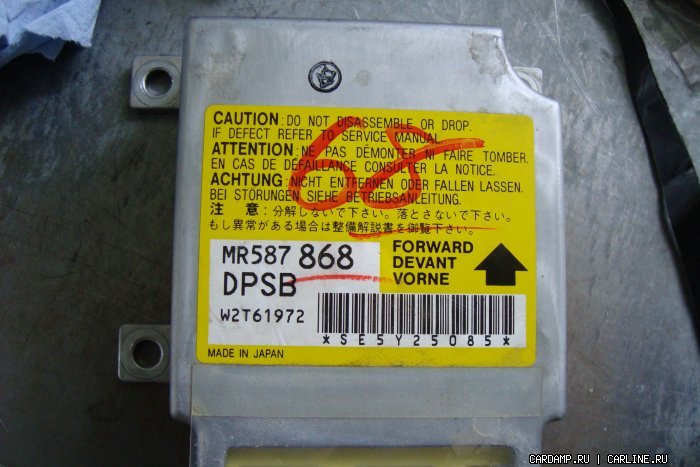 CAUTION: DO NOT DISASSEMBLE OR DROP.
IF DEFECT REFER TO SERVICE MANUAL.
ATTENTION: NE PAS DÉMONTER NI FAIRE TOMBER.
EN CAS DE DÉFAILLANCE CONSULTER LA NOTICE.
ACHTUNG: NICHT ENTFERNEN ODER FALLEN LASSEN.
BEI STÖRUNGEN SIEHE BETRIEBSANLEITUNG.
注 意:分解しないで下さい。落とさないで下さい。
もし異常がある場合は整備解説書を御覧下さい。
MR587 868
DPSB
W2T61972
FORWARD
DEVANT
VORNE
*SE5Y25085*
MADE IN JAPAN
CARDAMP.RU | CARLINE.RU